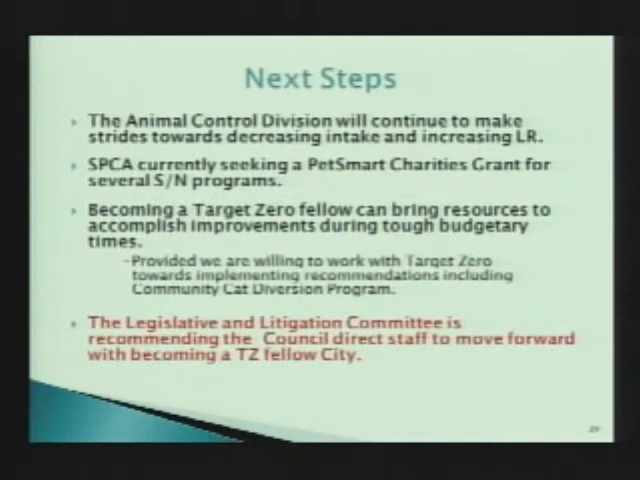 Next Steps
The Animal Control Division will continue to make
strides towards decreasing intake and increasing LR.
SPCA currently seeking a PetSmart Charities Grant for
several S/N programs.
Becoming a Target Zero fellow can bring resources to
accomplish improvements during tough budgetary
times.
-Provided we are willing to work with Target Zero
towards implementing recommendations including
Community Cat Diversion Program.
The Legislative and Litigation Committee is
recommending the Council direct staff to move forward
with becoming a TZ fellow City.